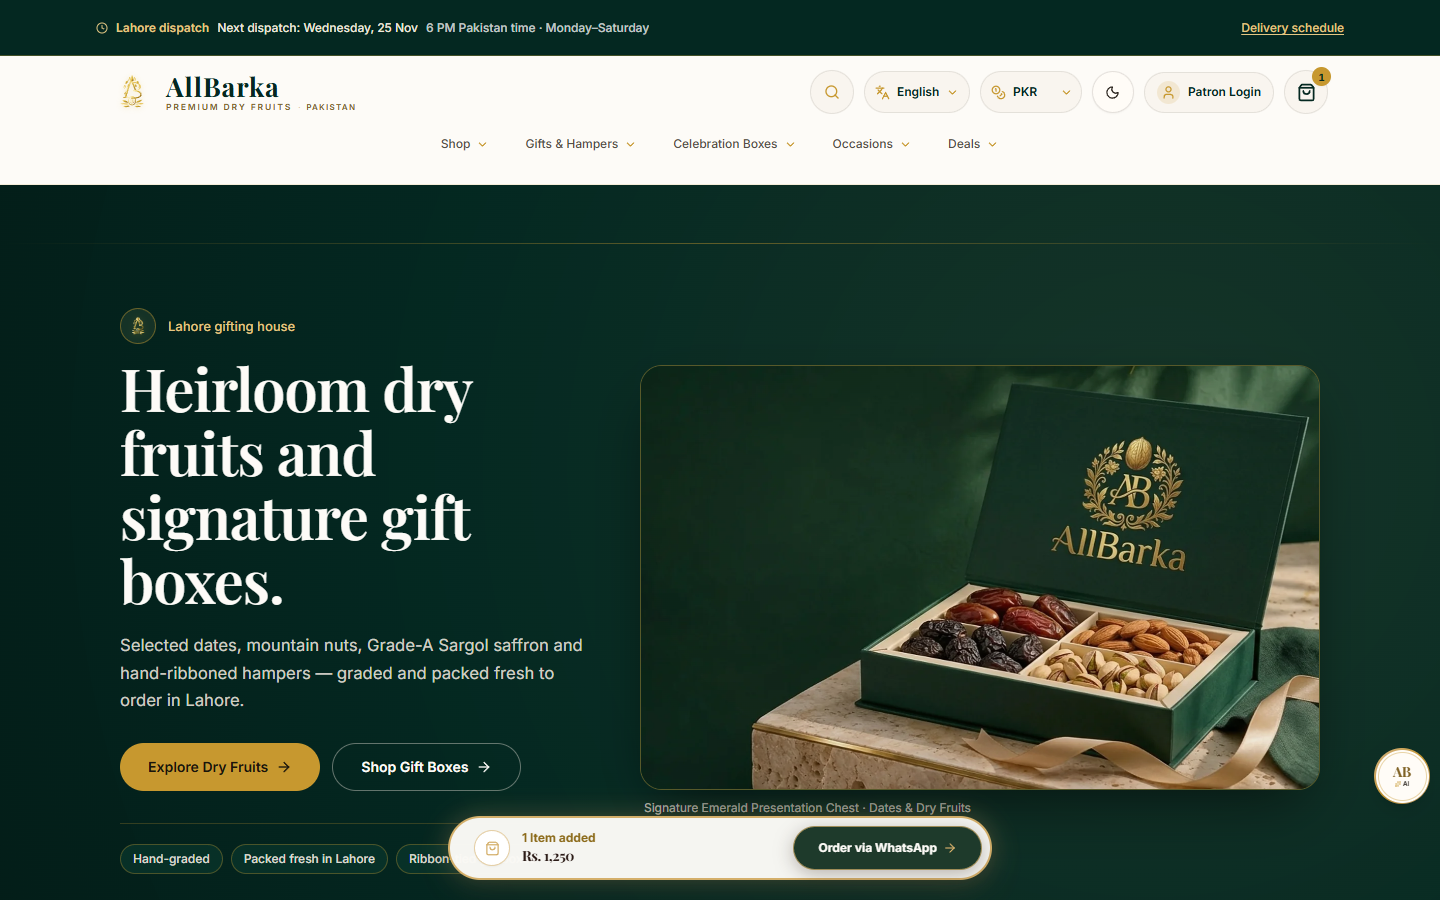 Lahore dispatch Next dispatch: Wednesday, 25 Nov 6 PM Pakistan time · Monday–Saturday
Delivery schedule
AllBarka
PREMIUM DRY FRUITS · PAKISTAN
English
PKR
Patron Login
1
Shop
Gifts & Hampers
Celebration Boxes
Occasions
Deals
Lahore gifting house
Heirloom dry
fruits and
signature gift
boxes.
Selected dates, mountain nuts, Grade-A Sargol saffron and
hand-ribboned hampers — graded and packed fresh to
order in Lahore.
Explore Dry Fruits
Shop Gift Boxes
Hand-graded
Packed fresh in Lahore
Ribbon
AB
AllBarka
Signature Emerald Presentation Chest · Dates & Dry Fruits
1 Item added
Rs. 1,250
Order via WhatsApp
AB
AI